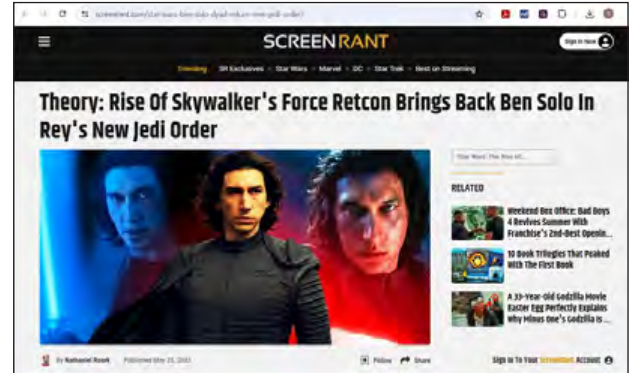 SCREENRANT
Sign in now
Trending SR Exclusives Star Wars Marvel DC Star Trek Best on Streaming
Theory: Rise Of Skywalker's Force Retcon Brings Back Ben Solo In
Rey's New Jedi Order
RELATED
Weekend Box Office: Bad Boys
4 Revives Summer With
Franchise's 2nd-Best Openin...
10 Book Trilogies That Peaked
With The First Book
A 33-Year-Old Godzilla Movie
Easter Egg Perfectly Explains
Why Minus One's Godzilla Is ...
By Nathaniel Roark
Follow
Share
Sign in To Your Screenrant Account